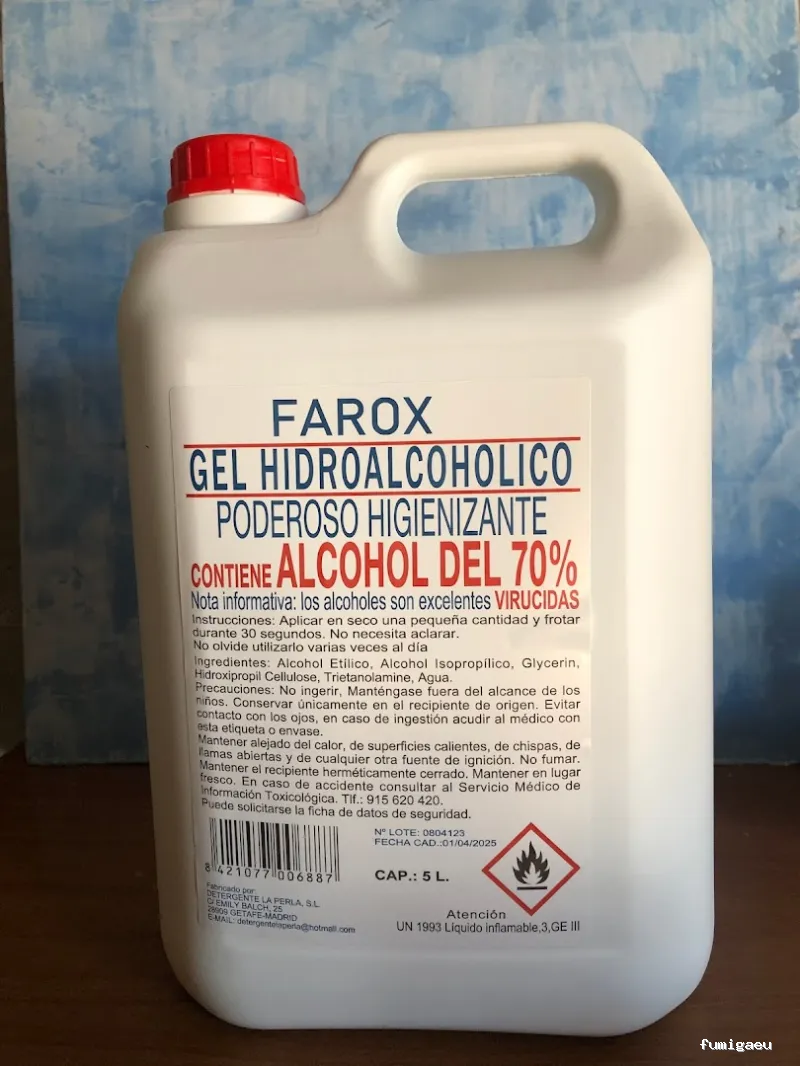 FAROX
GEL HIDROALCOHOLICO
PODEROSO HIGIENIZANTE
CONTIENE ALCOHOL DEL 70%
Nota informativa: los alcoholes son excelentes VIRUCIDAS
Instrucciones: Aplicar en seco una pequeña cantidad y frotar
durante 30 segundos. No necesita aclarar.
No olvide utilizarlo varias veces al día
Ingredientes: Alcohol Etílico, Alcohol Isopropílico, Glycerin,
Hidroxipropil Cellulose, Trietanolamine, Agua.
Precauciones: No ingerir, Manténgase fuera del alcance de los
niños. Conservar únicamente en el recipiente de origen. Evitar
contacto con los ojos, en caso de ingestión acudir al médico con
esta etiqueta o envase.
Mantener alejado del calor, de superficies calientes, de chispas, de
llamas abiertas y de cualquier otra fuente de ignición. No fumar.
Mantener el recipiente herméticamente cerrado. Mantener en lugar
fresco. En caso de accidente consultar al Servicio Médico de
Información Toxicológica. Tlf.: 915 620 420.
Puede solicitarse la ficha de datos de seguridad.
8 421077 006887
Nº LOTE: 0804123
FECHA CAD.:01/04/2025
CAP.: 5 L.
Fabricado por:
DETERGENTE LA PERLA, S.L.
C/ EMILY BALCH, 25
28909 GETAFE-MADRID
E-MAIL: detergentelaperla@hotmail.com
Atención
UN 1993 Líquido inflamable,3,GE III
fumigaeu